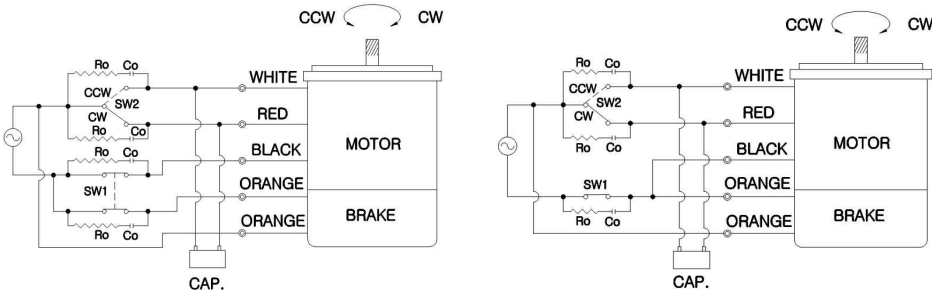 CCW CW
Ro Co
WHITE
CCW
SW2
CW
RED
Ro Co
Ro Co
MOTOR
BLACK
SW1
ORANGE
BRAKE
Ro Co
ORANGE
CAP.
CCW CW
Ro Co
WHITE
CCW
SW2
CW
RED
Ro Co
MOTOR
BLACK
SW1
ORANGE
Ro Co
BRAKE
ORANGE
CAP.